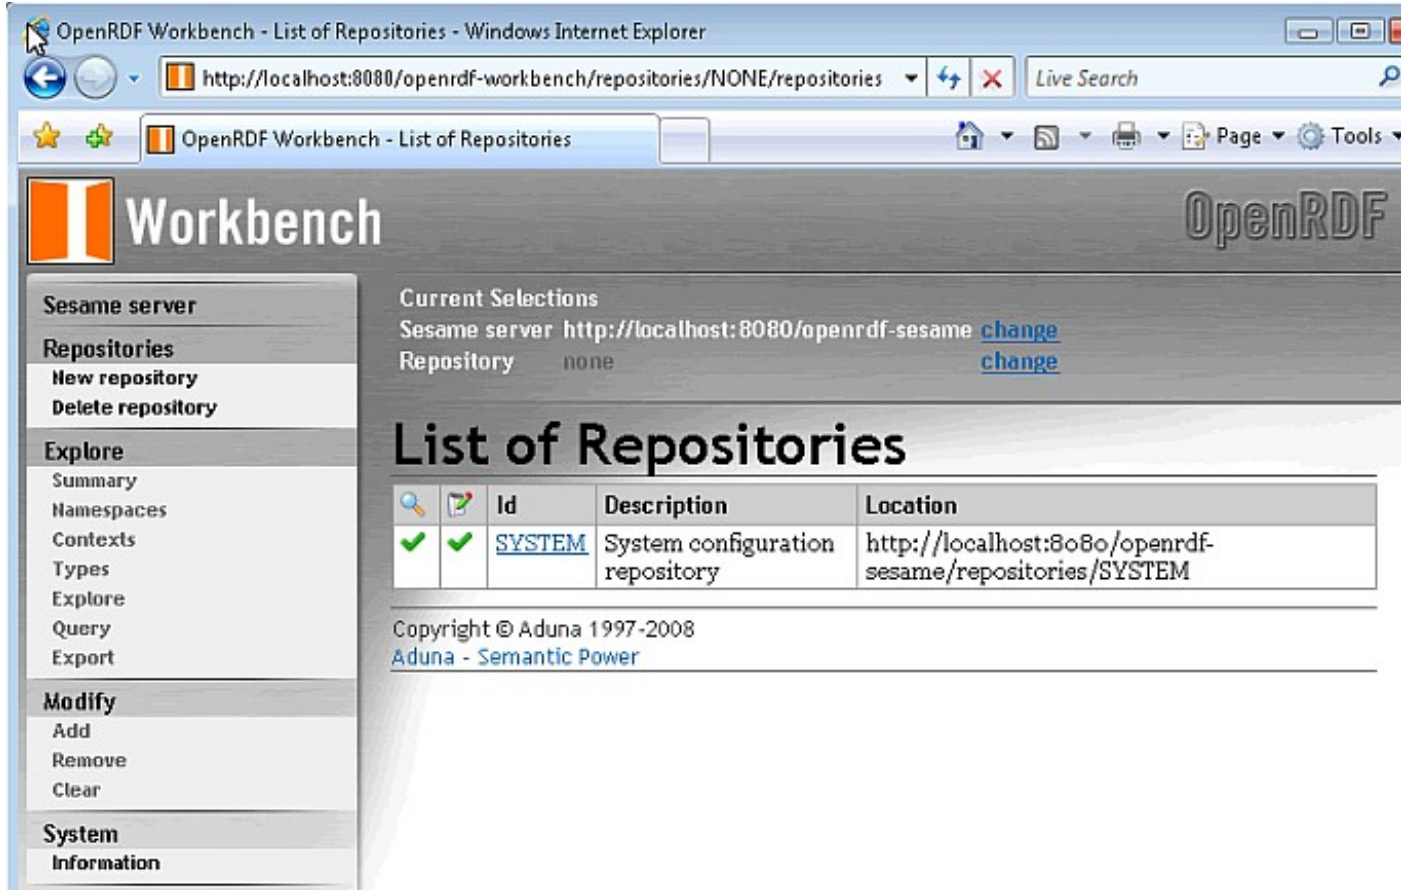 OpenRDF Workbench - List of Repositories - Windows Internet Explorer
http://localhost:8080/openrdf-workbench/repositories/NONE/repositories
Live Search
OpenRDF Workbench - List of Repositories
Page
Tools
Workbench
OpenRDF
Sesame server
Repositories
New repository
Delete repository
Explore
Summary
Namespaces
Contexts
Types
Explore
Query
Export
Modify
Add
Remove
Clear
System
Information
Current Selections
Sesame server http://localhost:8080/openrdf-sesame change
Repository none change
List of Repositories
Id Description Location
SYSTEM System configuration http://localhost:8080/openrdf-
repository sesame/repositories/SYSTEM
Copyright © Aduna 1997-2008
Aduna - Semantic Power